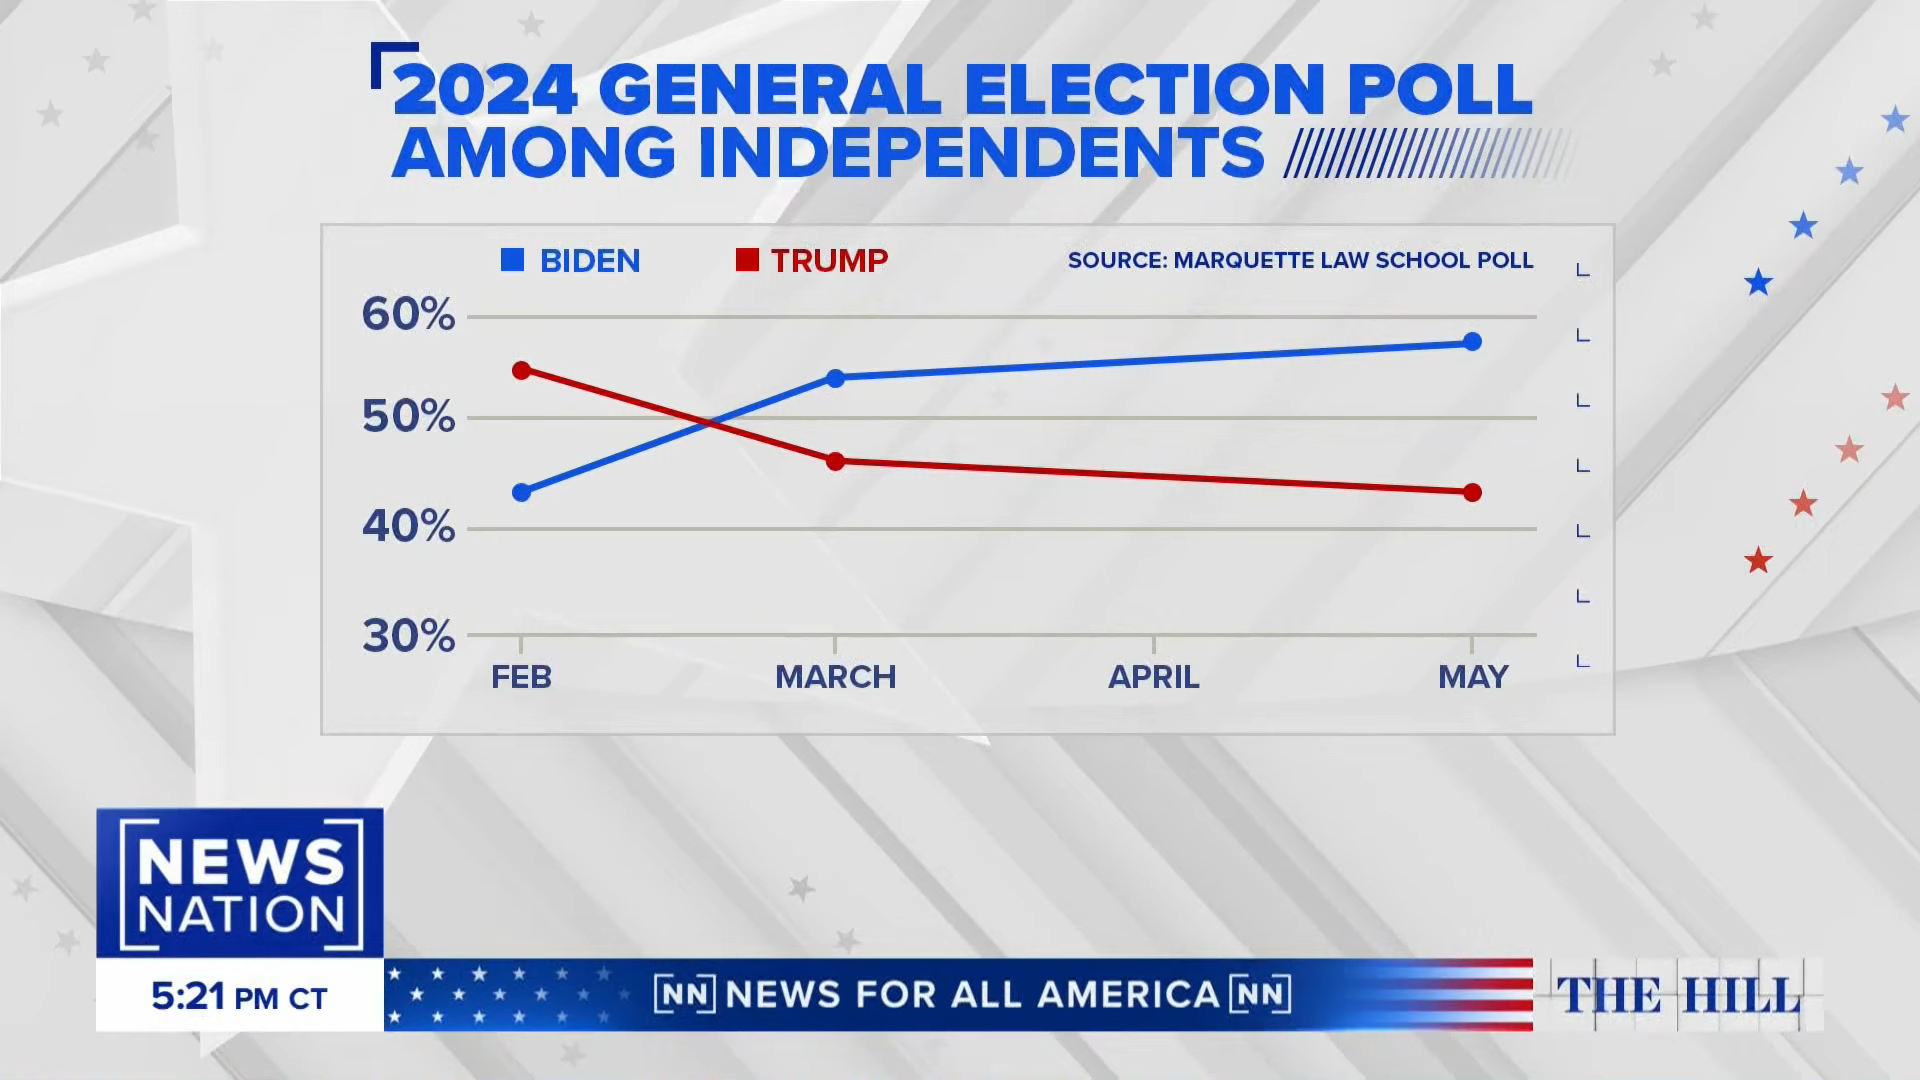 2024 GENERAL ELECTION POLL
AMONG INDEPENDENTS
BIDEN TRUMP SOURCE: MARQUETTE LAW SCHOOL POLL
60%
50%
40%
30%
FEB MARCH APRIL MAY
NEWS
NATION
5:21 PM CT
NN NEWS FOR ALL AMERICA NN
THE HILL